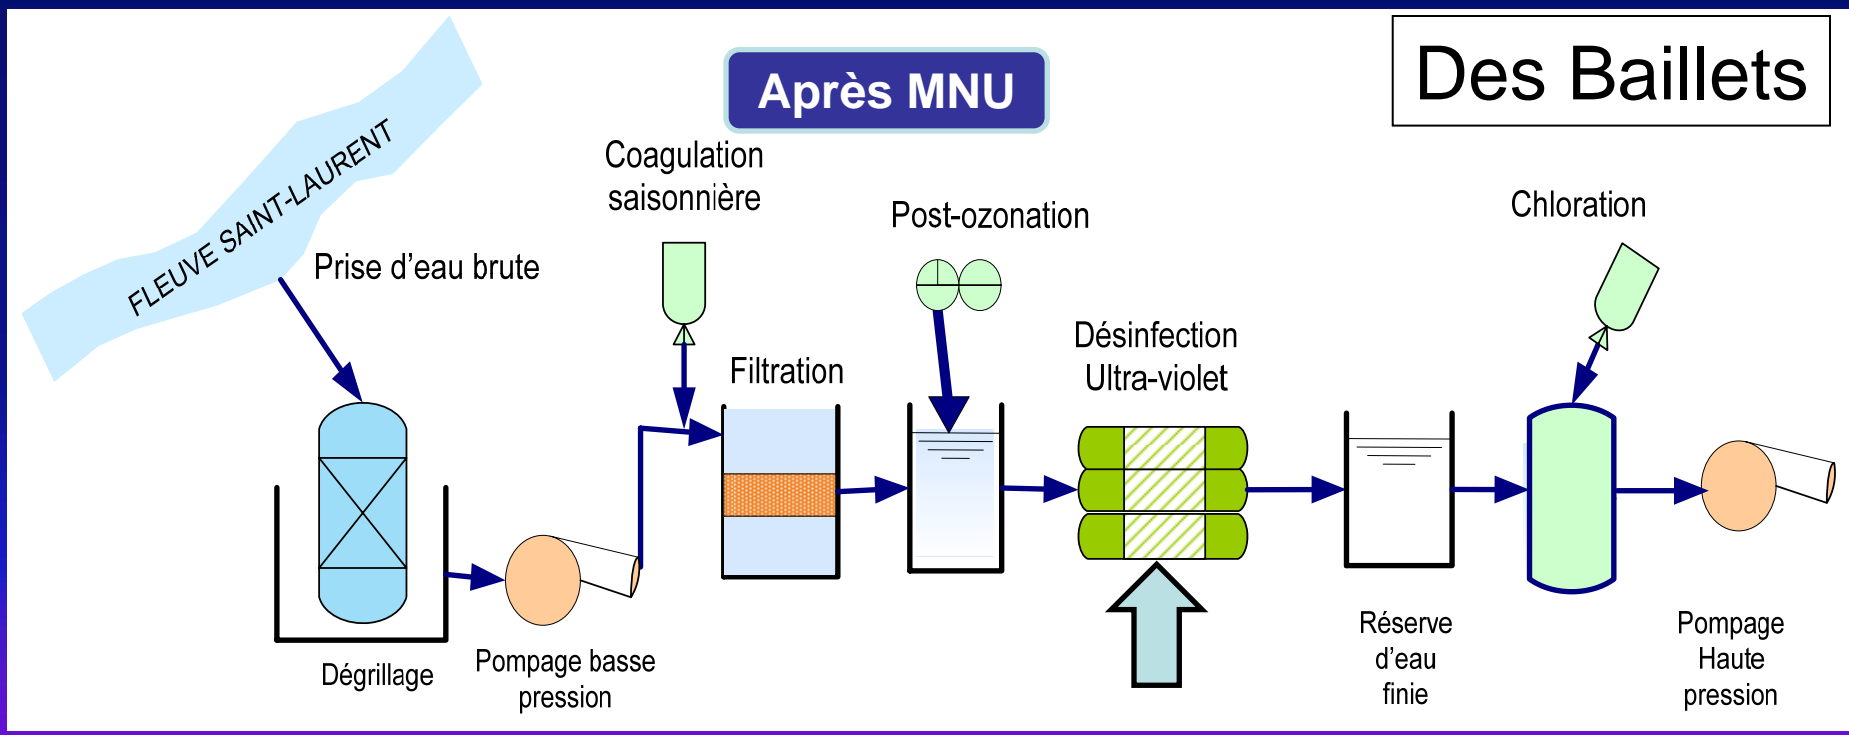 Des Baillets
Après MNU
FLEUVE SAINT-LAURENT
Prise d'eau brute
Coagulation
saisonnière
Post-ozonation
Chloration
Filtration
Désinfection
Ultra-violet
Dégrillage
Pompage basse
pression
Réserve
d'eau
finie
Pompage
Haute
pression